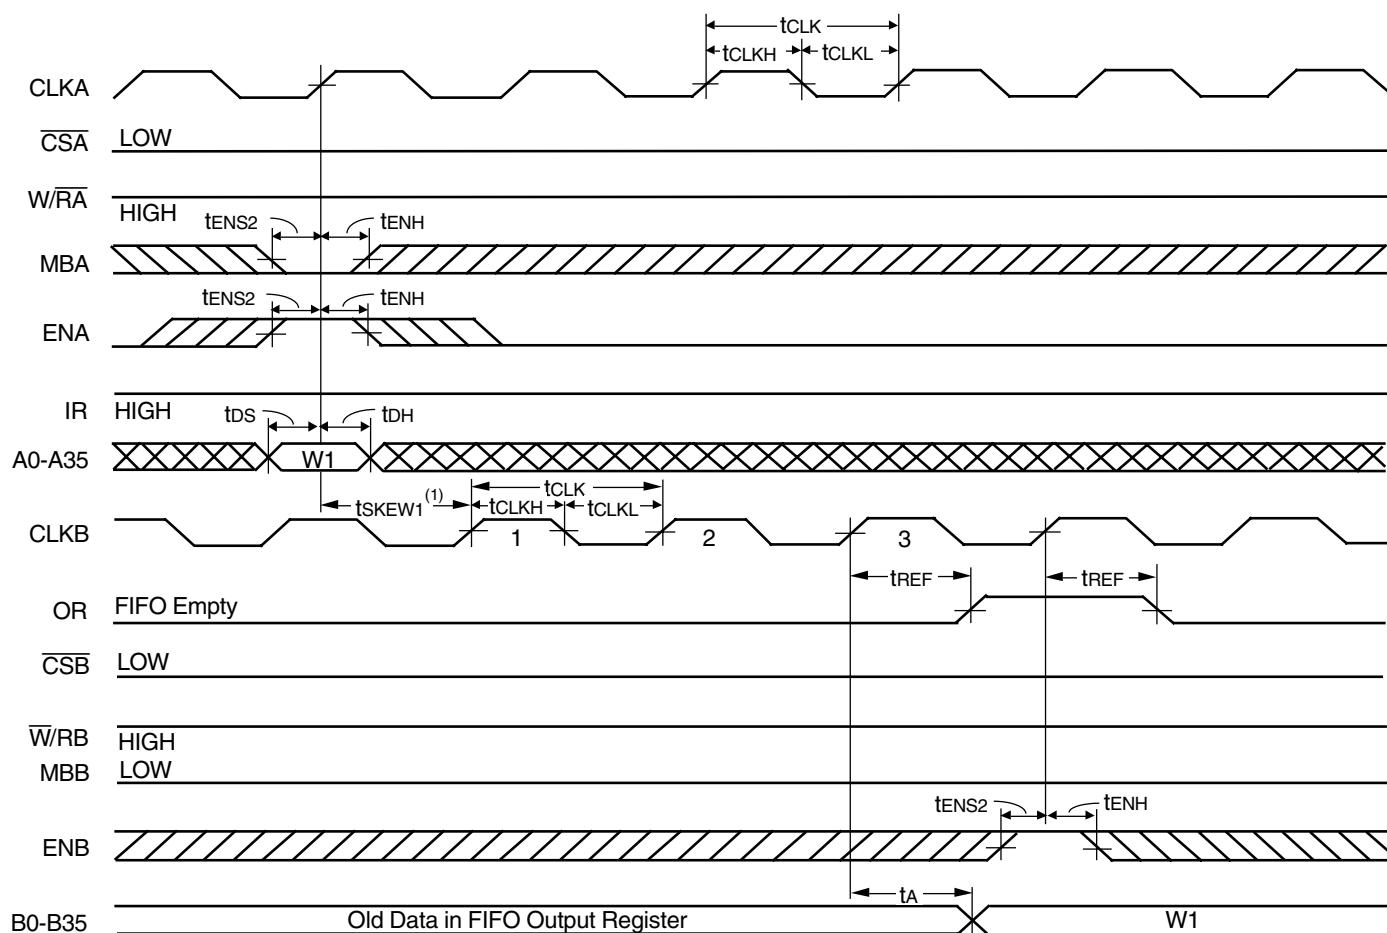 tCLK
tCLKH tCLKL
CLKA
CSA LOW
W/RA
HIGH
tENS2 tENH
MBA
tENS2 tENH
ENA
IR HIGH
tDS tDH
A0-A35 W1
tCLK
tSKEW1(1) tCLKH tCLKL
CLKB 1 2 3
tREF tREF
OR FIFO Empty
CSB LOW
W/RB HIGH
MBB LOW
tENS2 tENH
ENB
tA
B0-B35 Old Data in FIFO Output Register W1